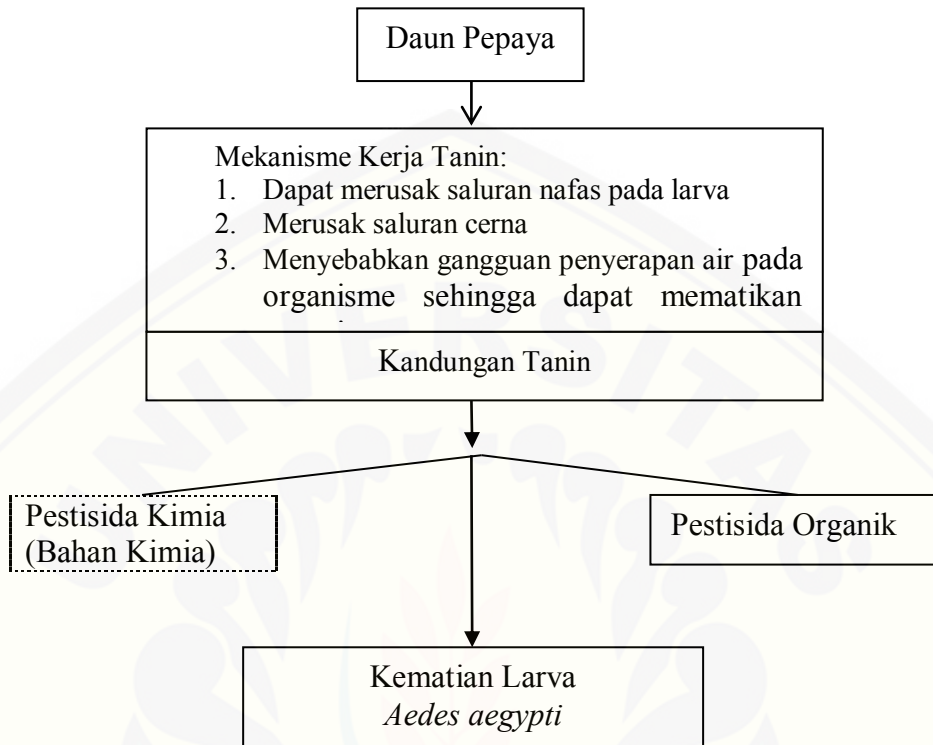 Daun Pepaya
Mekanisme Kerja Tanin:
1. Dapat merusak saluran nafas pada larva
2. Merusak saluran cerna
3. Menyebabkan gangguan penyerapan air pada
organisme sehingga dapat mematikan
Kandungan Tanin
Pestisida Kimia
(Bahan Kimia)
Pestisida Organik
Kematian Larva
Aedes aegypti
UNIVERSITAS